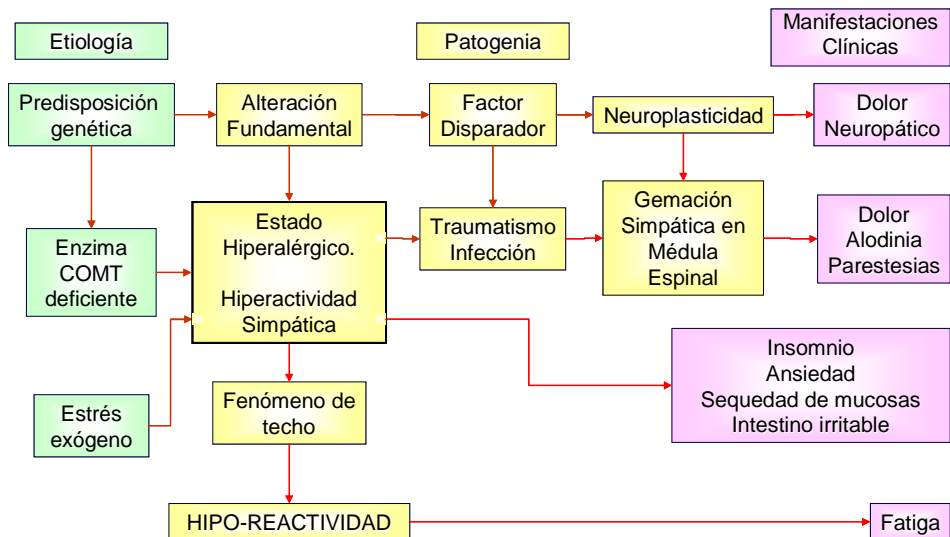 Etiología
Patogenia
Manifestaciones
Clínicas
Predisposición
genética
Alteración
Fundamental
Factor
Disparador
Neuroplasticidad
Dolor
Neuropático
Enzima
COMT
deficiente
Estado
Hiperalérgico.
Hiperactividad
Simpática
Traumatismo
Infección
Gemación
Simpática en
Médula
Espinal
Dolor
Alodinia
Parestesias
Estrés
exógeno
Fenómeno de
techo
Insomnio
Ansiedad
Sequedad de mucosas
Intestino irritable
HIPO-REACTIVIDAD
Fatiga